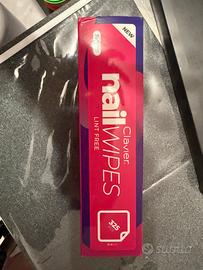 NEW
Clavier.
nail WIPES
LINT FREE
325
subito